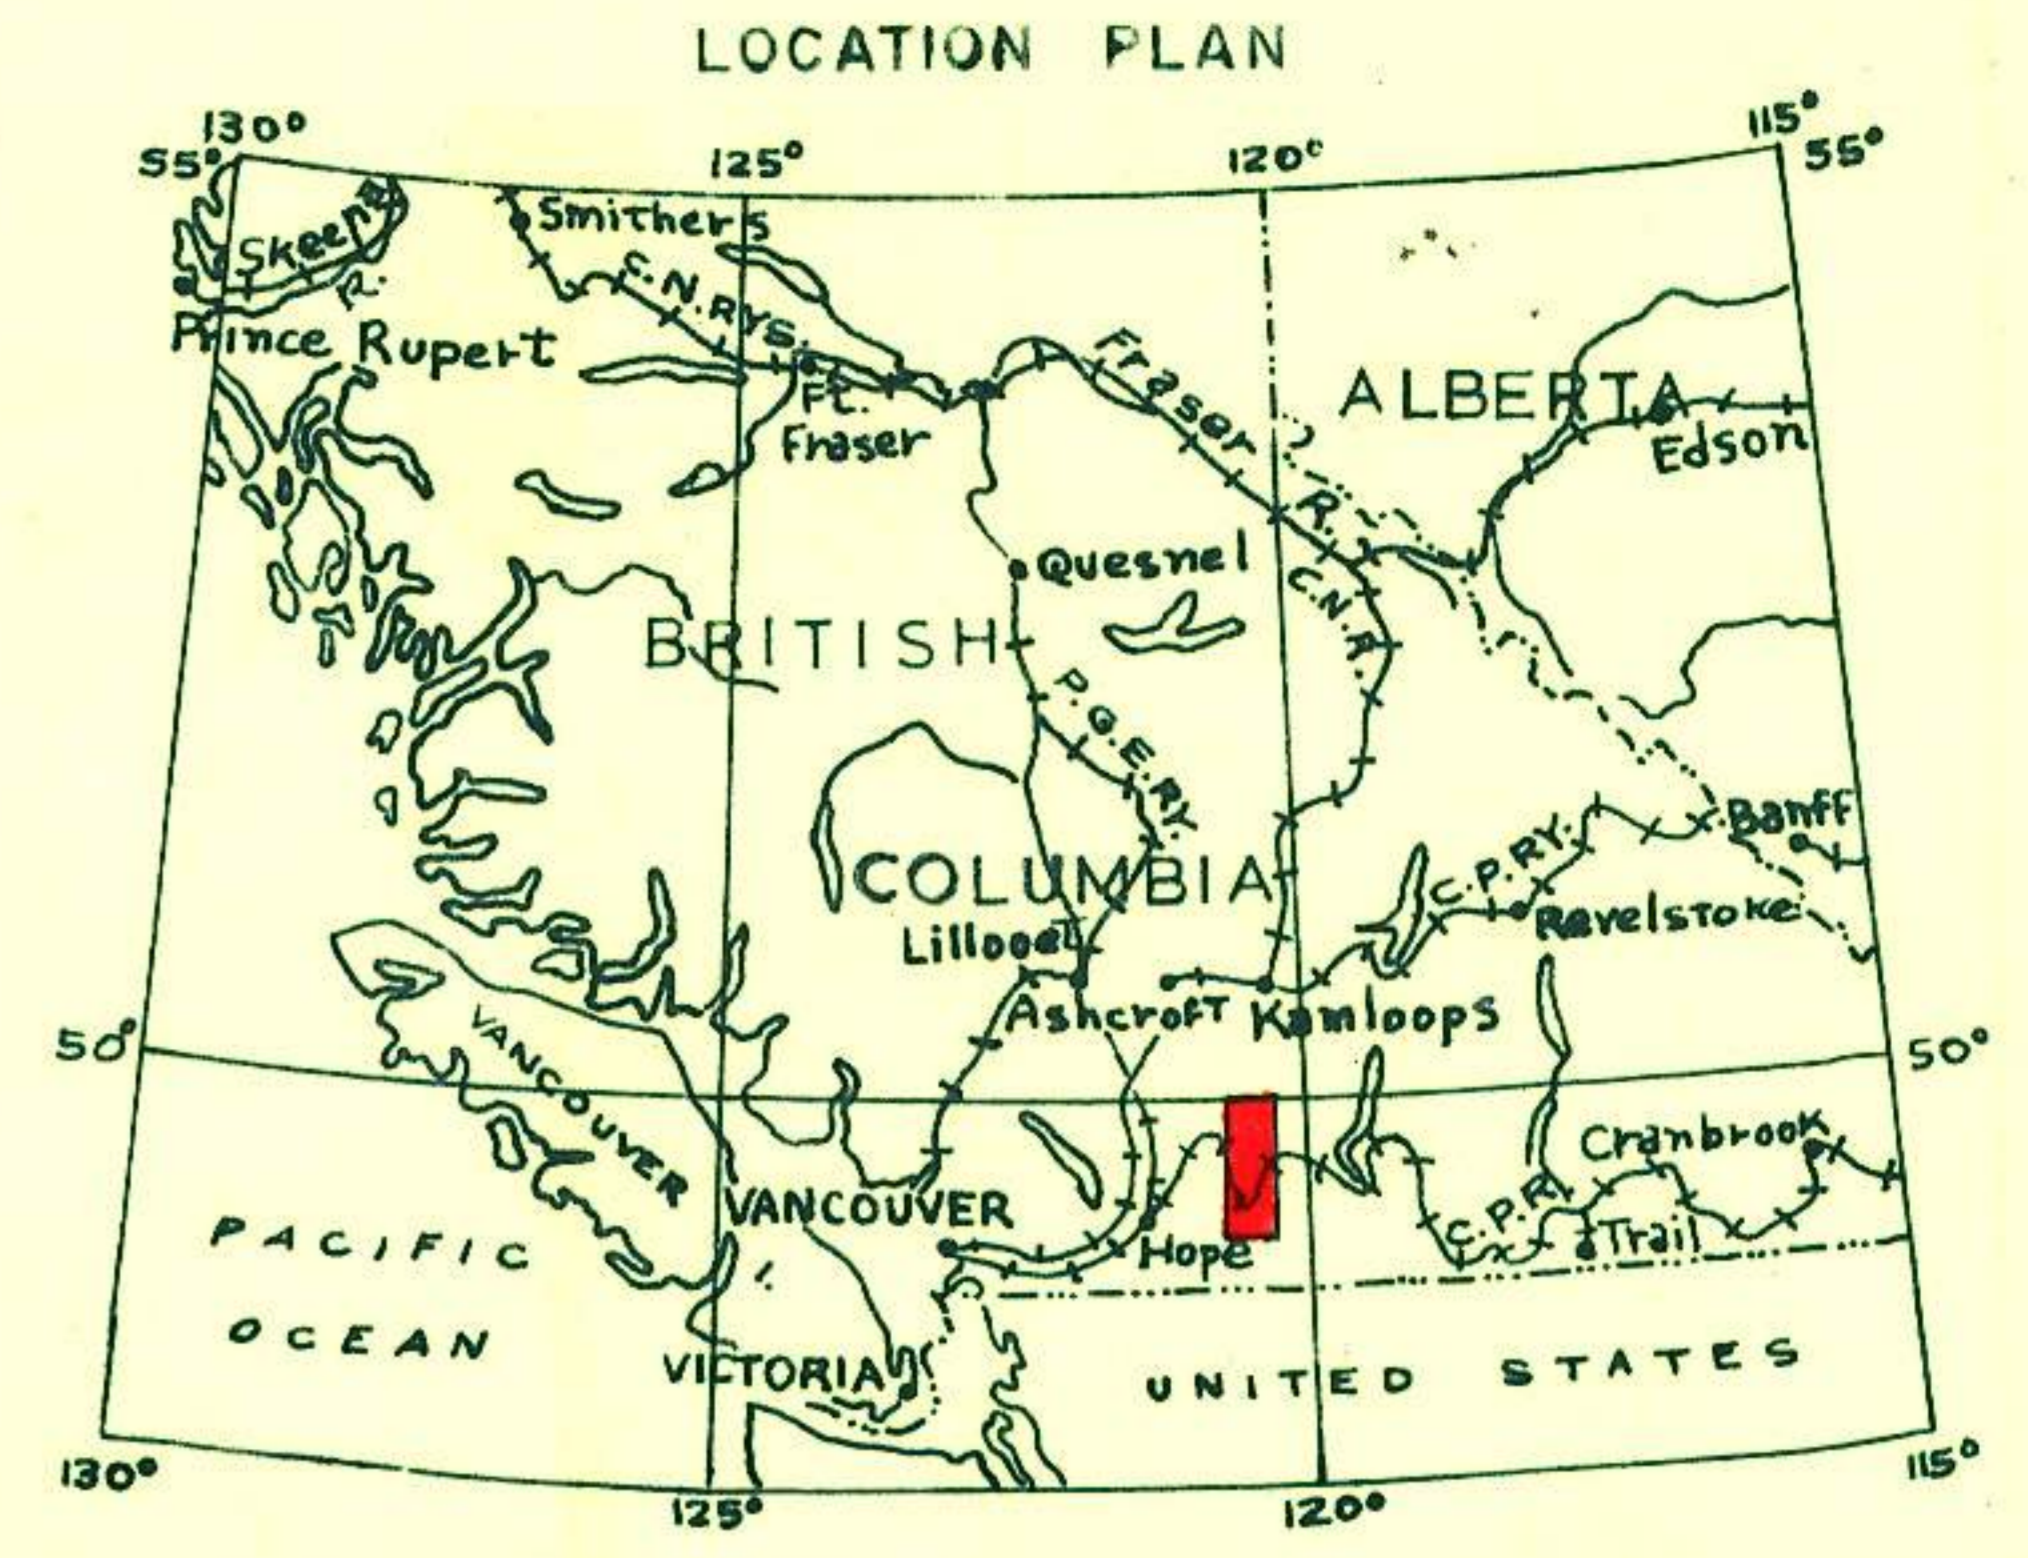 LOCATION PLAN
130°
55°
125°
120°
115°
55°
Smithers
Skeena
R.
C.N.RYS.
Prince Rupert
Ft.
Fraser
Fraser
R.
ALBERTA
Edson
Quesnel
C.N.R.
BRITISH
P.G.E.RY.
Banff
C.P.RY.
COLUMBIA
Revelstoke
Lillooet
Ashcroft
Kamloops
50°
50°
VANCOUVER
Cranbrook
VANCOUVER
C.P.R.
Trail
Hope
PACIFIC
OCEAN
VICTORIA
UNITED STATES
130°
125°
120°
115°